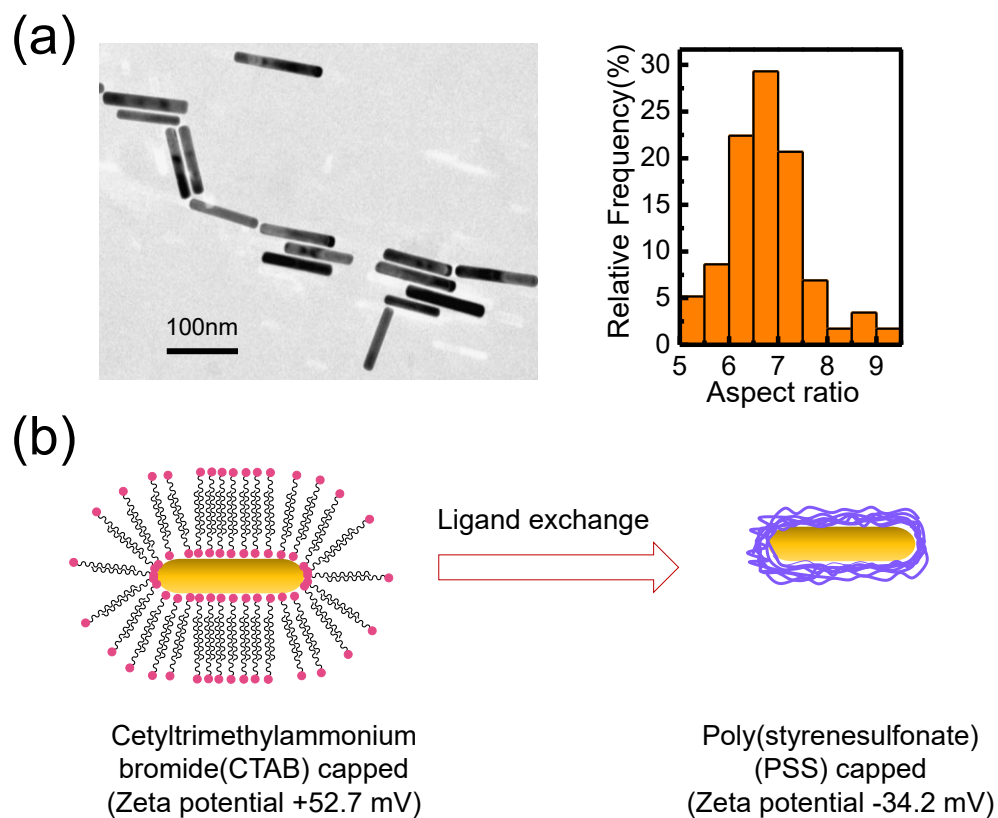 (a)
100nm
Relative Frequency(%)
30
25
20
15
10
5
0
5 6 7 8 9
Aspect ratio
(b)
Ligand exchange
Cetyltrimethylammonium
bromide(CTAB) capped
(Zeta potential +52.7 mV)
Poly(styrenesulfonate)
(PSS) capped
(Zeta potential -34.2 mV)